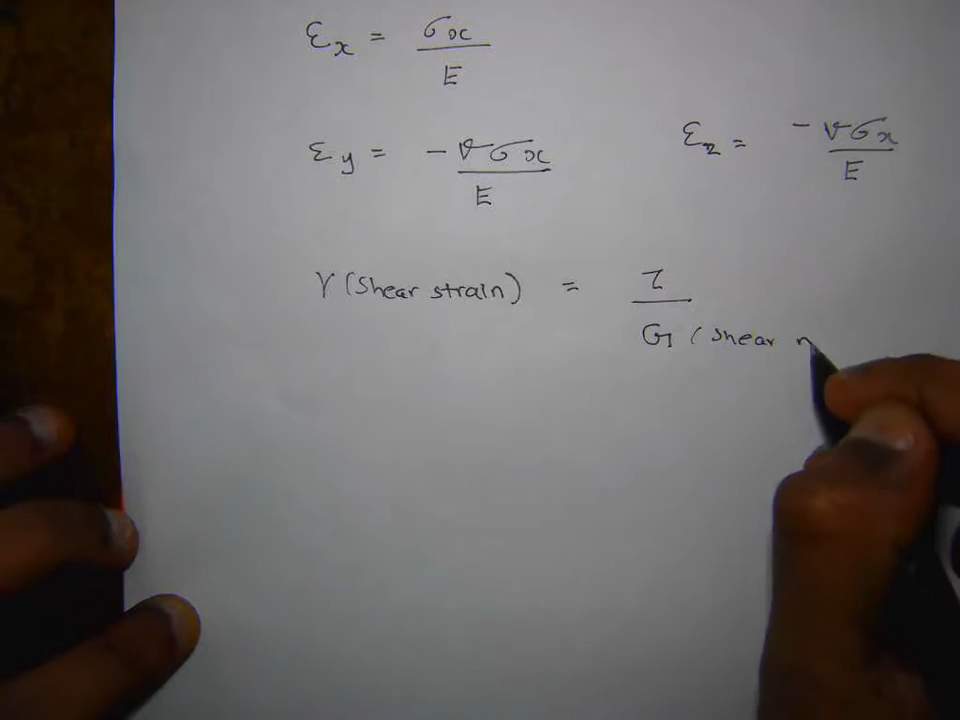 εx = σx / E
εy = -νσx / E    εz = -νσx / E
γ (Shear strain) = τ / G (shear